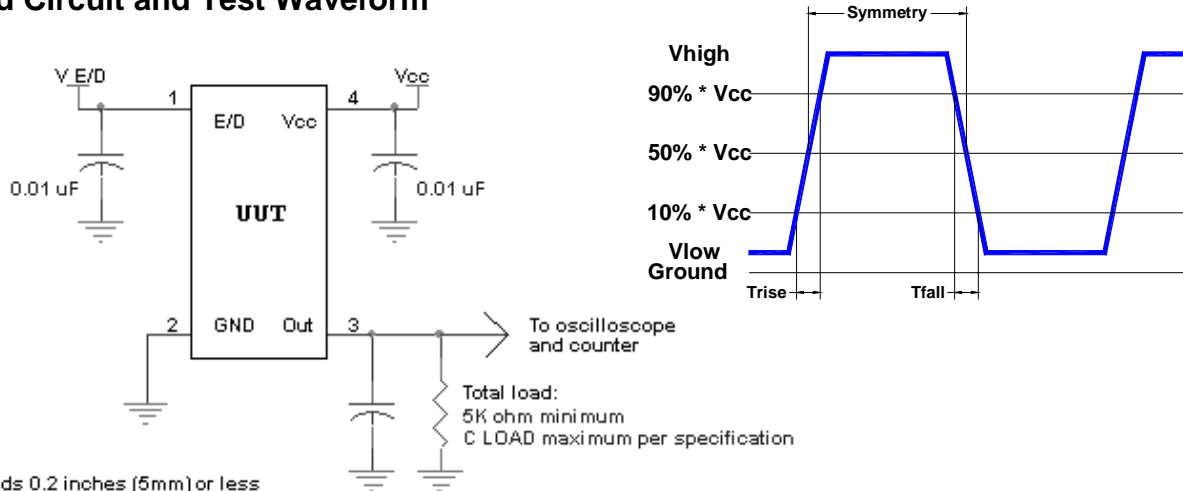 Circuit and Test Waveform
V E/D
Vcc
1
4
E/D
Vcc
0.01 uF
0.01 uF
UUT
2
GND
Out
3
To oscilloscope
and counter
Total load:
5K ohm minimum
C LOAD maximum per specification
0.2 inches (5mm) or less
Symmetry
Vhigh
90% * Vcc
50% * Vcc
10% * Vcc
Vlow
Ground
Trise
Tfall